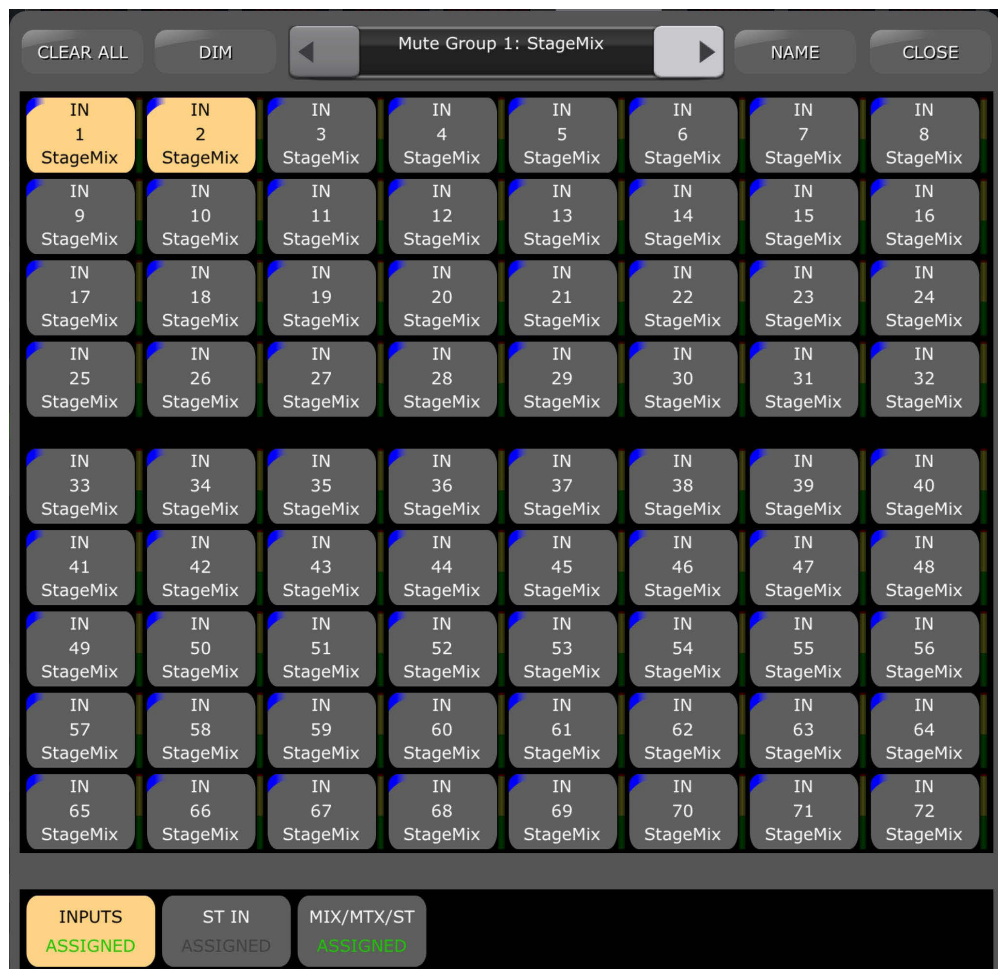 CLEAR ALL DIM Mute Group 1: StageMix NAME CLOSE
IN IN IN IN IN IN IN IN
1 2 3 4 5 6 7 8
StageMix StageMix StageMix StageMix StageMix StageMix StageMix StageMix
IN IN IN IN IN IN IN IN
9 10 11 12 13 14 15 16
StageMix StageMix StageMix StageMix StageMix StageMix StageMix StageMix
IN IN IN IN IN IN IN IN
17 18 19 20 21 22 23 24
StageMix StageMix StageMix StageMix StageMix StageMix StageMix StageMix
IN IN IN IN IN IN IN IN
25 26 27 28 29 30 31 32
StageMix StageMix StageMix StageMix StageMix StageMix StageMix StageMix
IN IN IN IN IN IN IN IN
33 34 35 36 37 38 39 40
StageMix StageMix StageMix StageMix StageMix StageMix StageMix StageMix
IN IN IN IN IN IN IN IN
41 42 43 44 45 46 47 48
StageMix StageMix StageMix StageMix StageMix StageMix StageMix StageMix
IN IN IN IN IN IN IN IN
49 50 51 52 53 54 55 56
StageMix StageMix StageMix StageMix StageMix StageMix StageMix StageMix
IN IN IN IN IN IN IN IN
57 58 59 60 61 62 63 64
StageMix StageMix StageMix StageMix StageMix StageMix StageMix StageMix
IN IN IN IN IN IN IN IN
65 66 67 68 69 70 71 72
StageMix StageMix StageMix StageMix StageMix StageMix StageMix StageMix
INPUTS ST IN MIX/MTX/ST
ASSIGNED ASSIGNED ASSIGNED